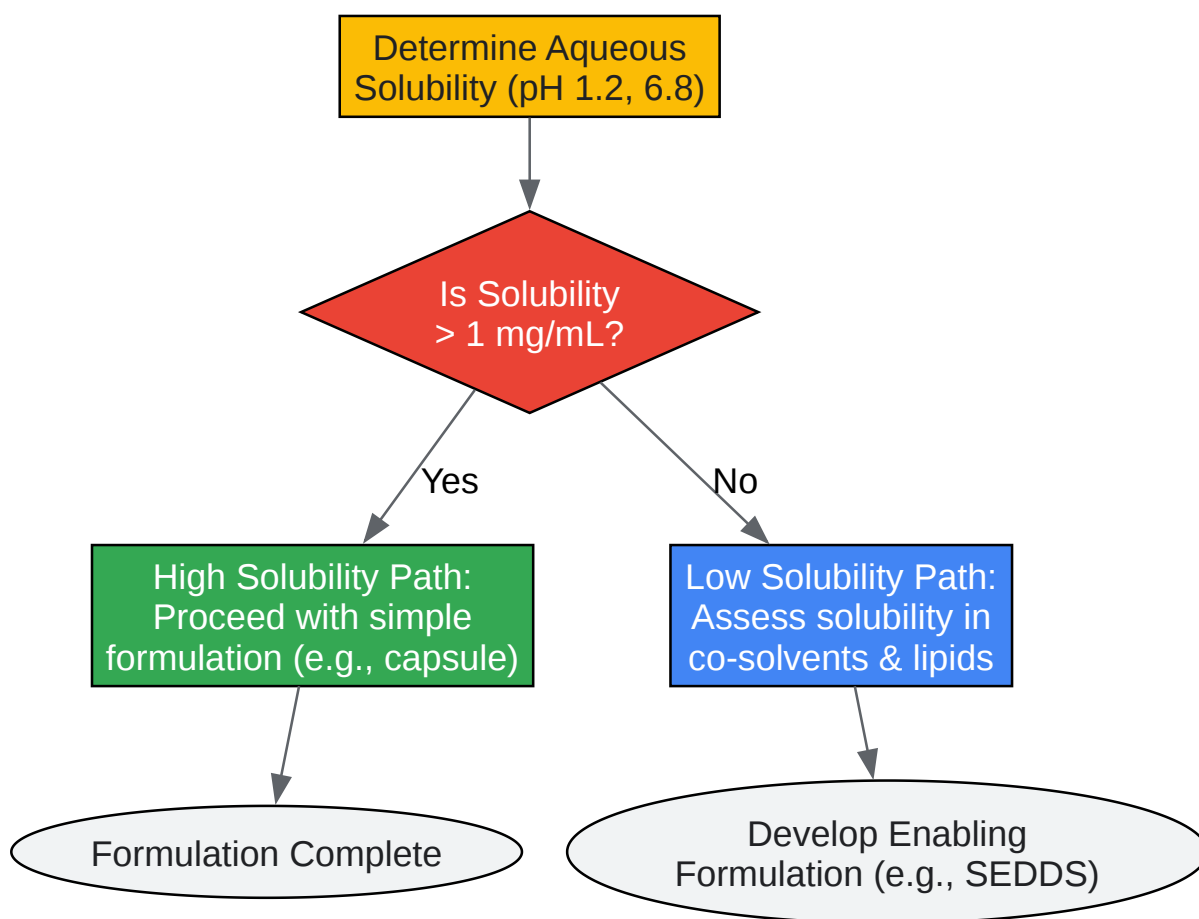 Determine Aqueous
Solubility (pH 1.2, 6.8)
Is Solubility
> 1 mg/mL?
Yes
No
High Solubility Path:
Proceed with simple
formulation (e.g., capsule)
Low Solubility Path:
Assess solubility in
co-solvents & lipids
Formulation Complete
Develop Enabling
Formulation (e.g., SEDDS)